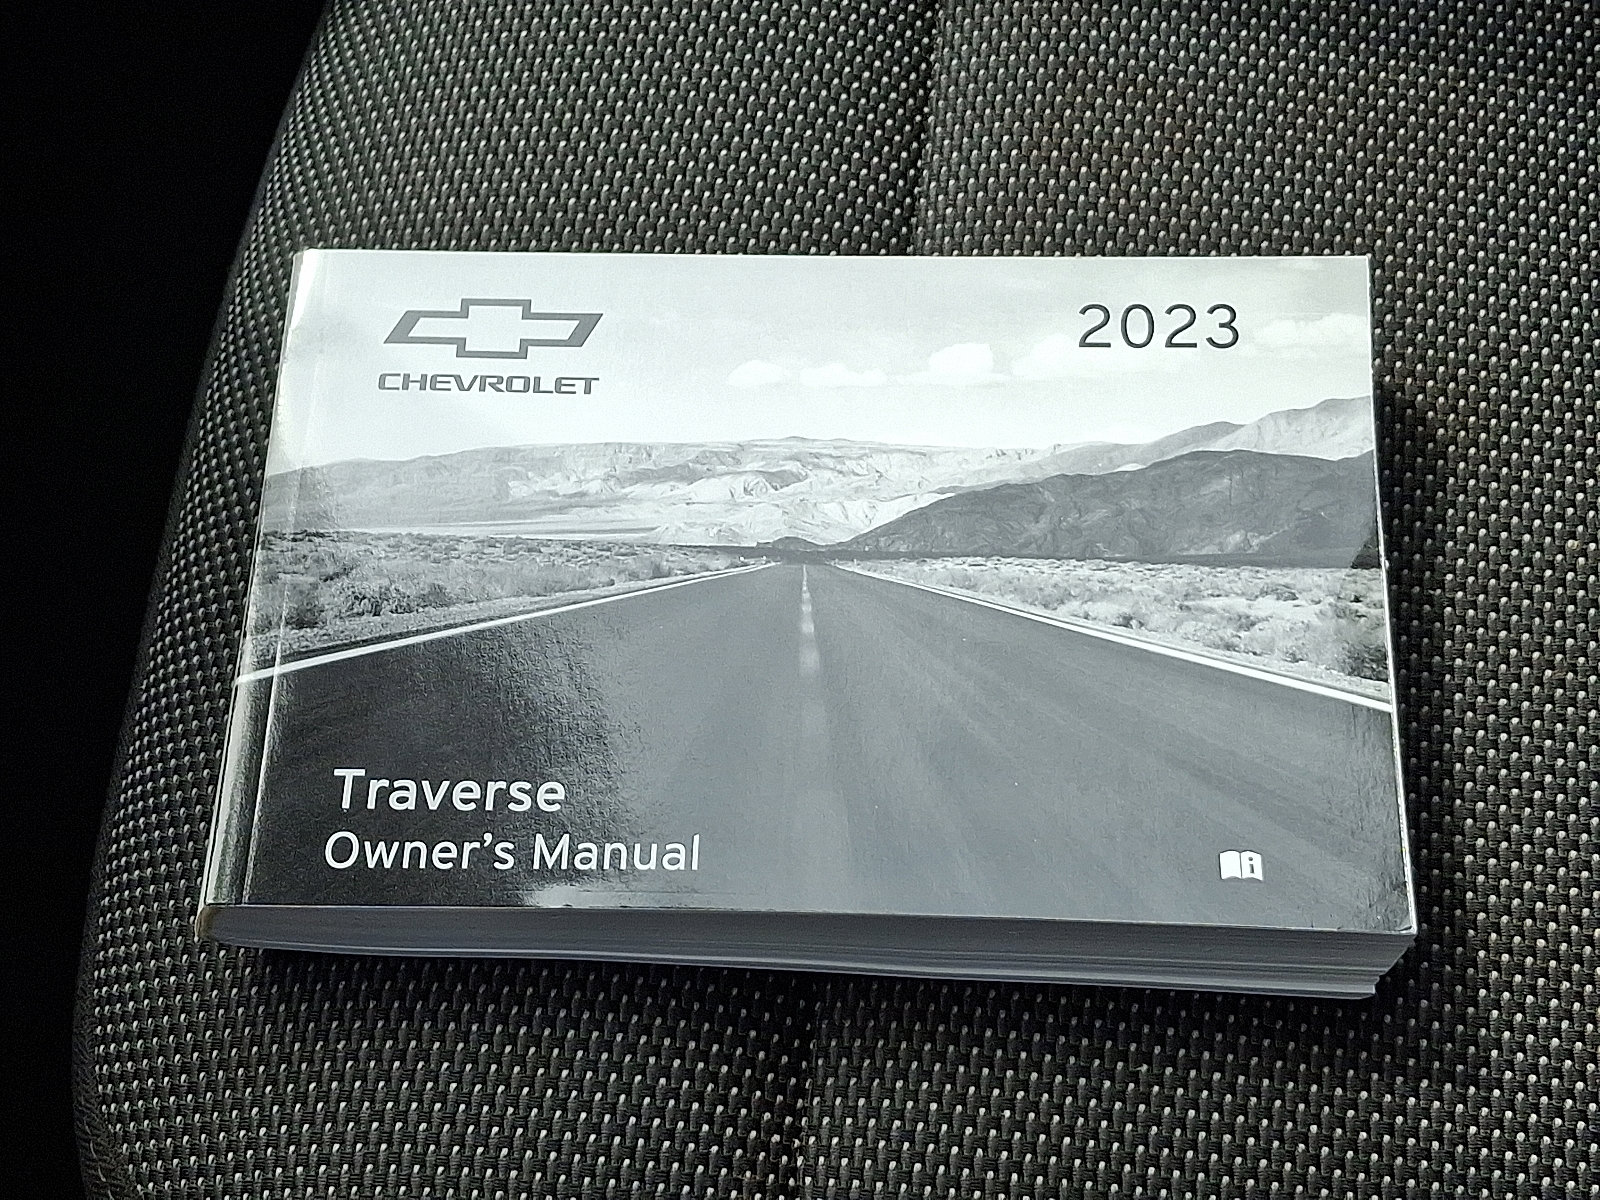 CHEVROLET
2023
Traverse
Owner's Manual